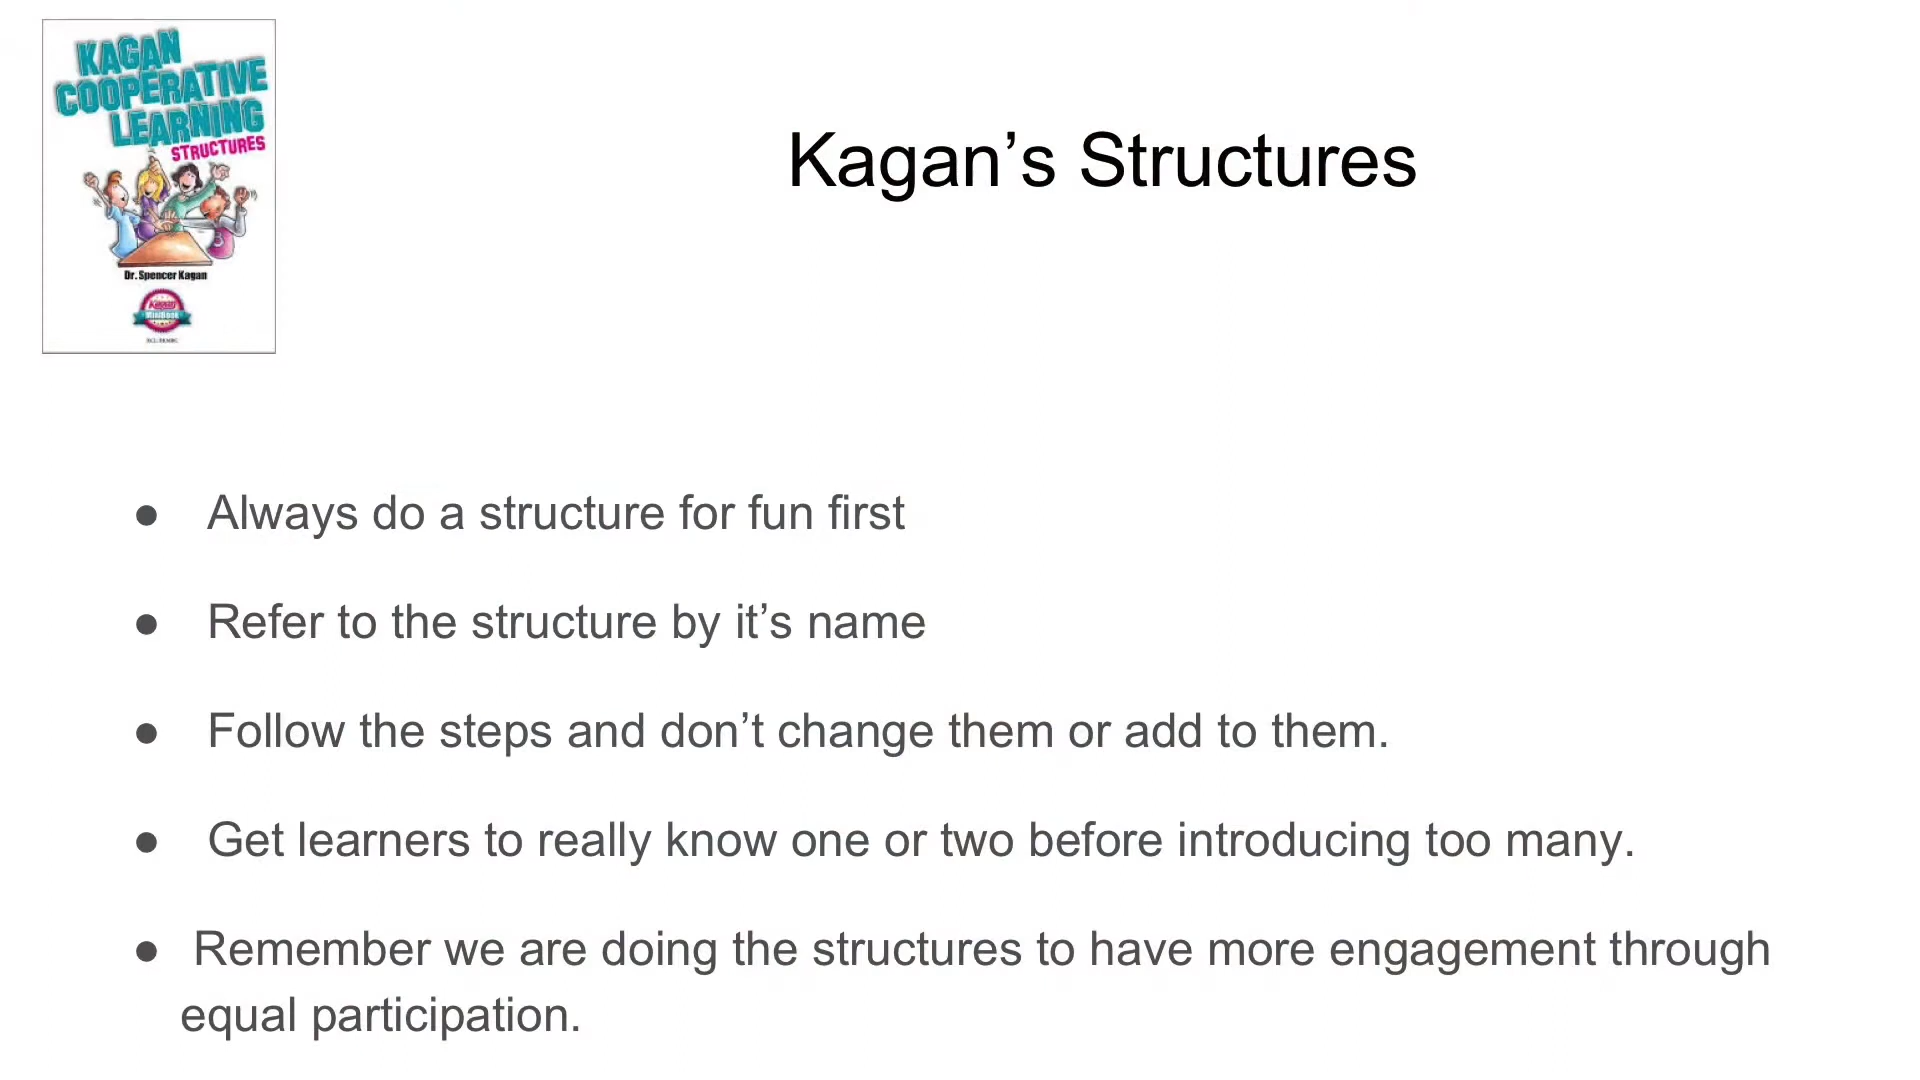 KAGAN
COOPERATIVE
LEARNING
STRUCTURES
Dr. Spencer Kagan
Kagan
MiniBook
Kagan’s Structures
● Always do a structure for fun first
● Refer to the structure by it’s name
● Follow the steps and don’t change them or add to them.
● Get learners to really know one or two before introducing too many.
● Remember we are doing the structures to have more engagement through
equal participation.